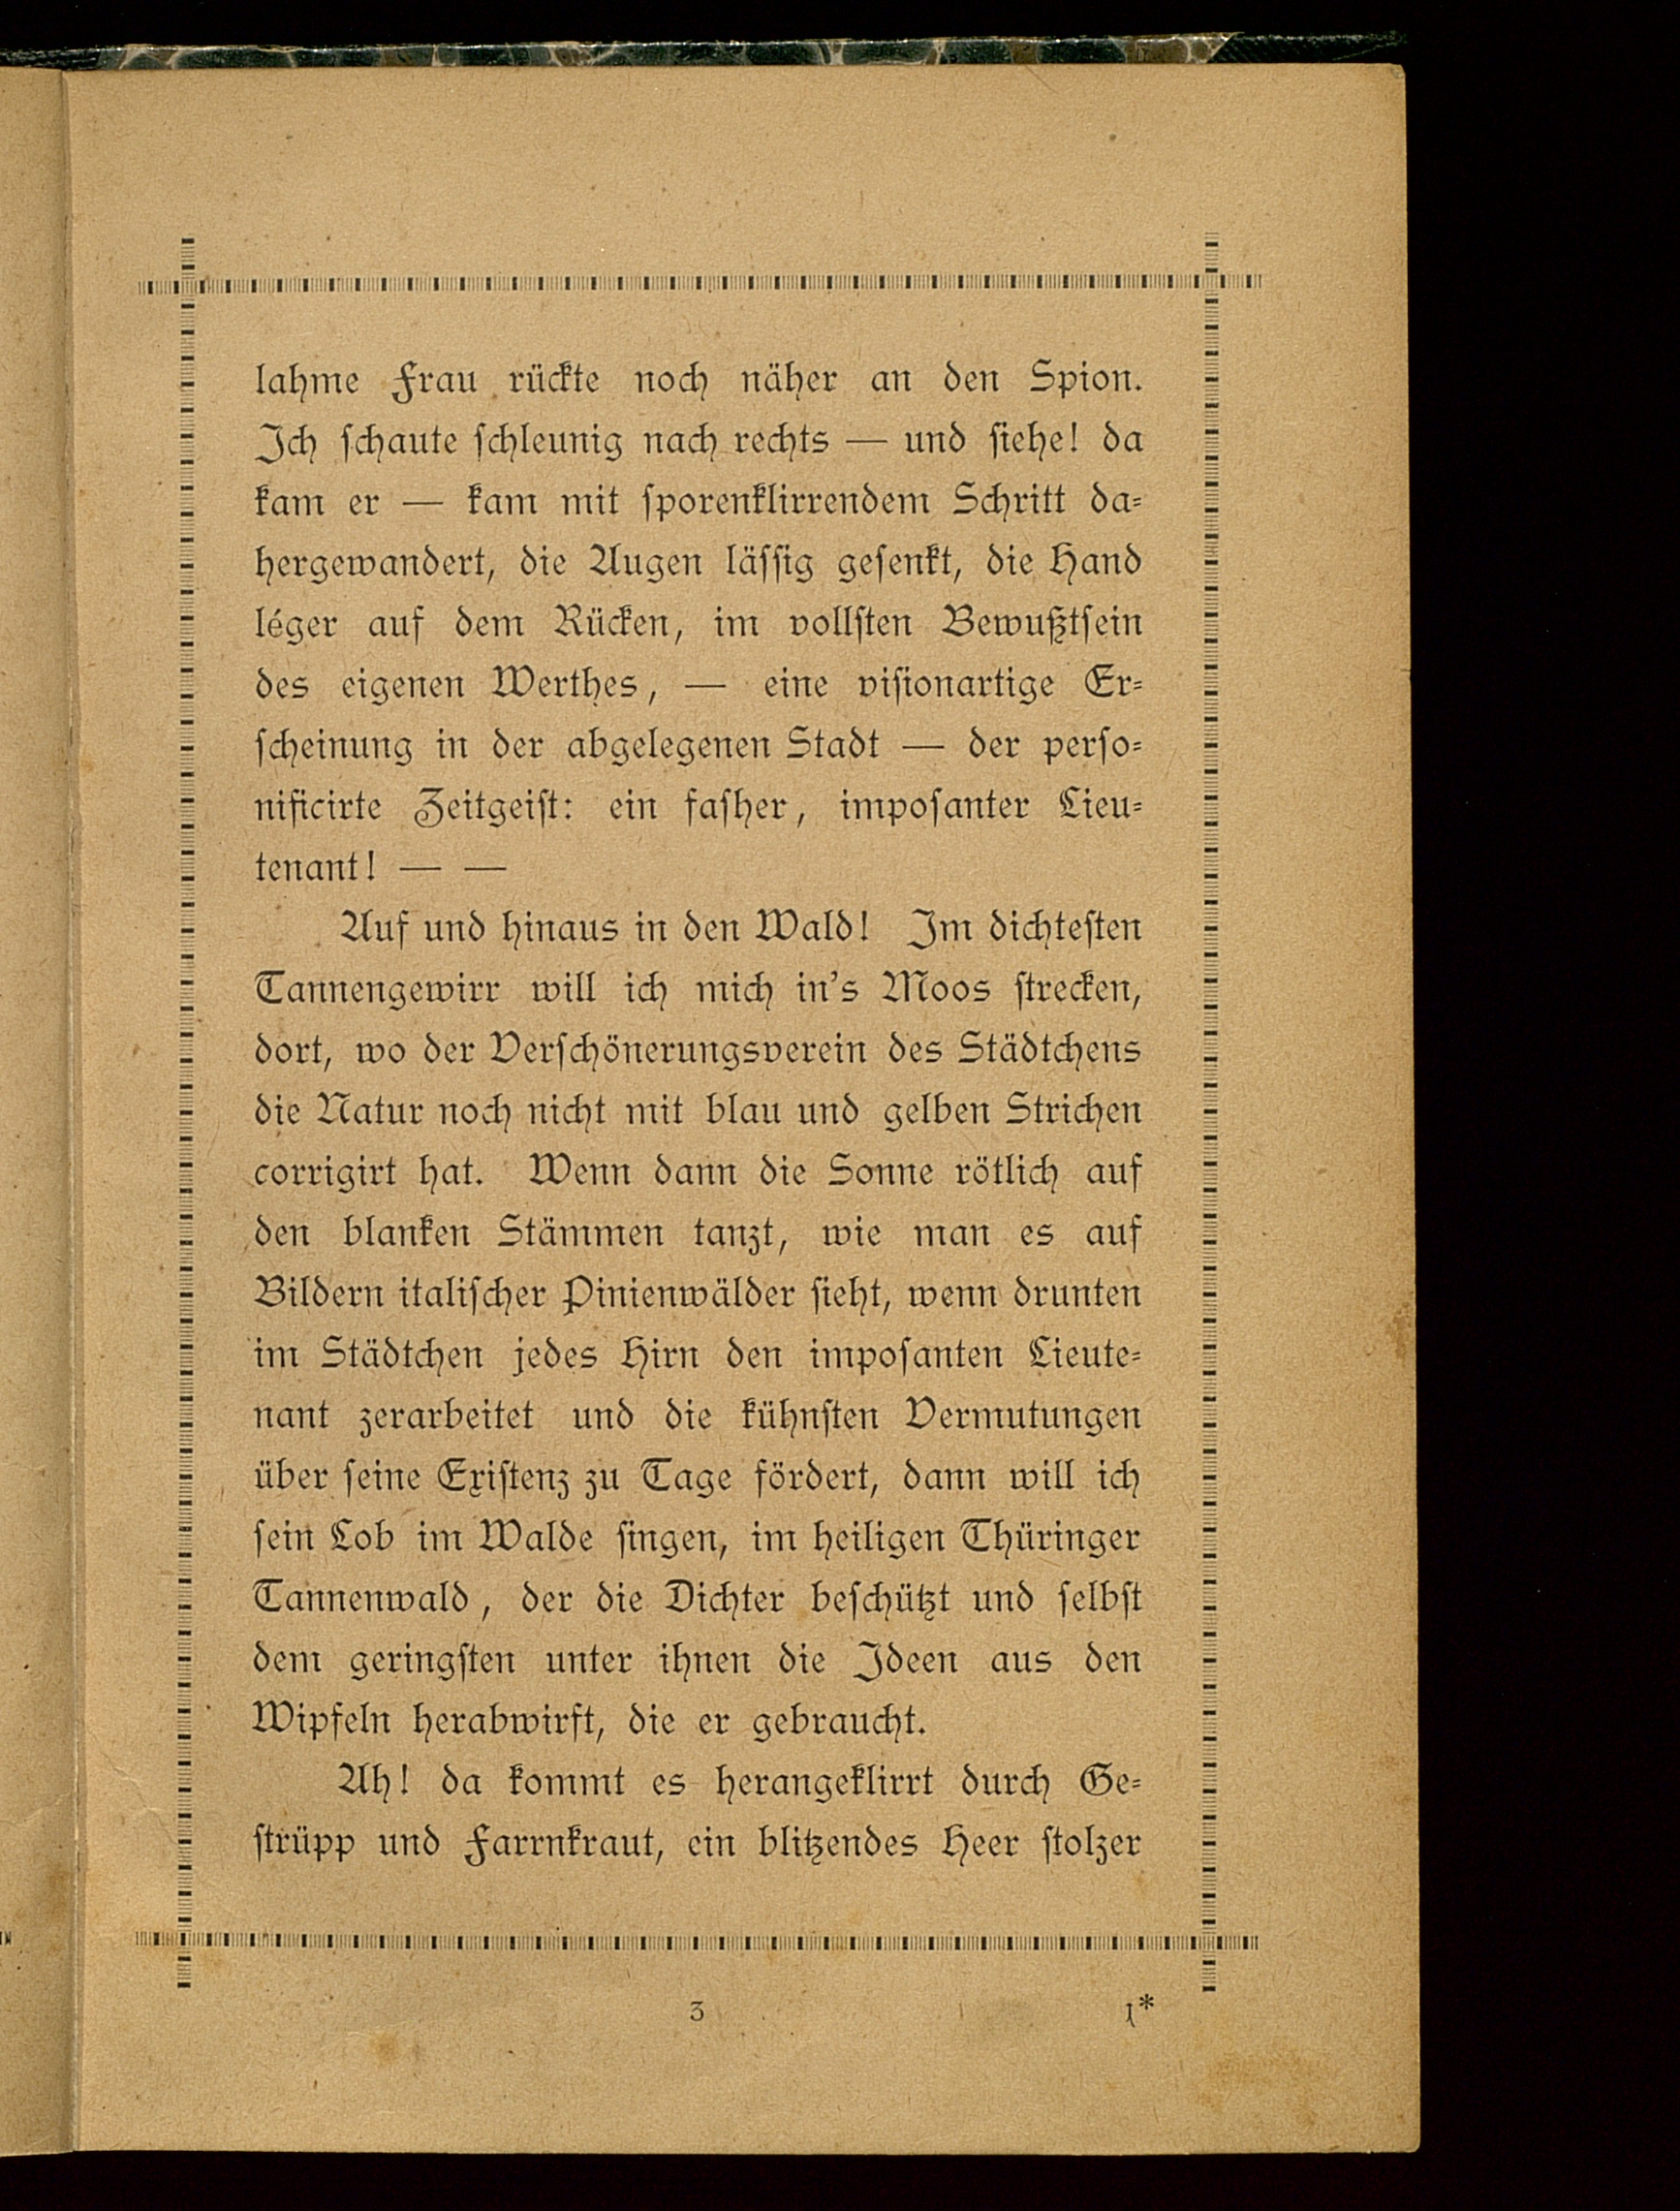 lahme Frau rückte noch näher an den Spion.
Ich ſchaute ſchleunig nach rechts — und ſiehe! da
kam er — kam mit ſporenklirrendem Schritt da⸗
hergewandert, die Augen läſſig geſenkt, die Hand
léger auf dem Rücken, im vollſten Bewußtſein
des eigenen Werthes, — eine viſionartige Er⸗
ſcheinung in der abgelegenen Stadt — der perſo⸗
nificirte Zeitgeiſt: ein faſher, impoſanter Lieu⸗
tenant! — —
Auf und hinaus in den Wald! Im dichteſten
Tannengewirr will ich mich in's Moos ſtrecken,
dort, wo der Verſchönerungsverein des Städtchens
die Natur noch nicht mit blau und gelben Strichen
corrigirt hat. Wenn dann die Sonne rötlich auf
den blanken Stämmen tanzt, wie man es auf
Bildern italiſcher Pinienwälder ſieht, wenn drunten
im Städtchen jedes Hirn den impoſanten Lieute⸗
nant zerarbeitet und die kühnſten Vermutungen
über ſeine Exiſtenz zu Tage fördert, dann will ich
ſein Lob im Walde ſingen, im heiligen Thüringer
Tannenwald, der die Dichter beſchützt und ſelbſt
dem geringſten unter ihnen die Ideen aus den
Wipfeln herabwirft, die er gebraucht.
Ah! da kommt es herangeklirrt durch Ge⸗
ſtrüpp und Farrnkraut, ein blitzendes Heer ſtolzer
3
1*